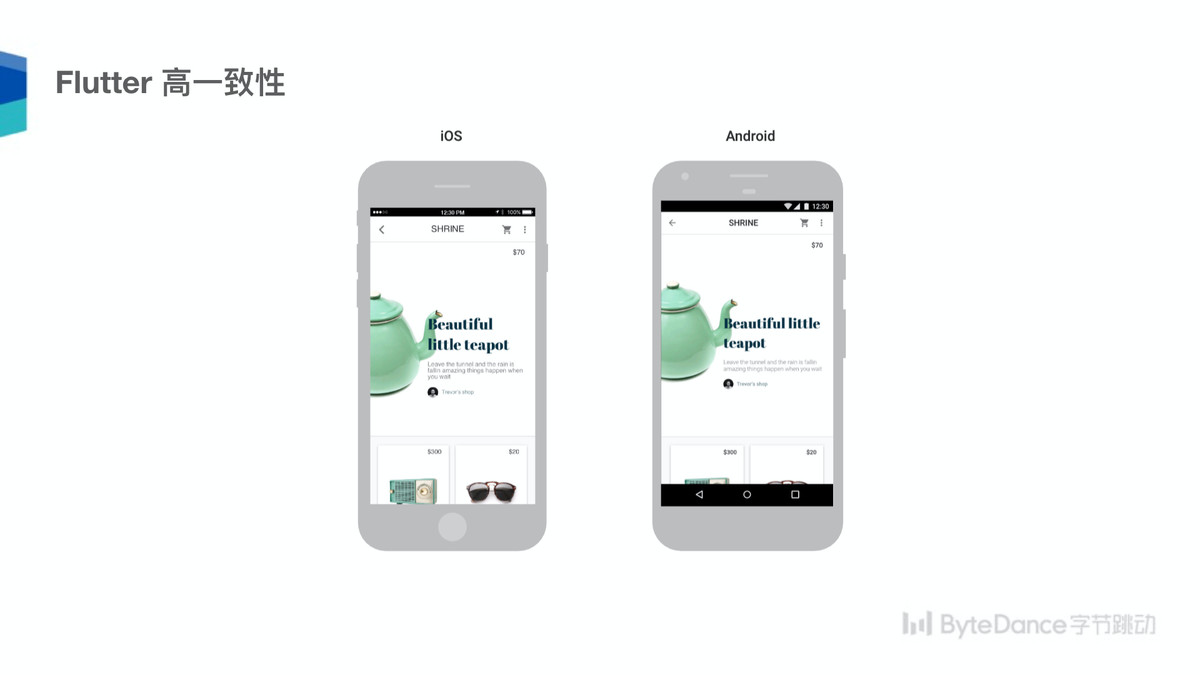 Flutter 高一致性
iOS
12:30 PM
100%
SHRINE
$70
Beautiful
little teapot
Leave the tunnel and the rain is
fallin amazing things happen when
you wait
Trevor's shop
$300
$20
Android
12:30
SHRINE
$70
Beautiful little
teapot
Leave the tunnel and the rain is fallin
amazing things happen when you wait
Trevor's shop
$300
$20
ByteDance字节跳动